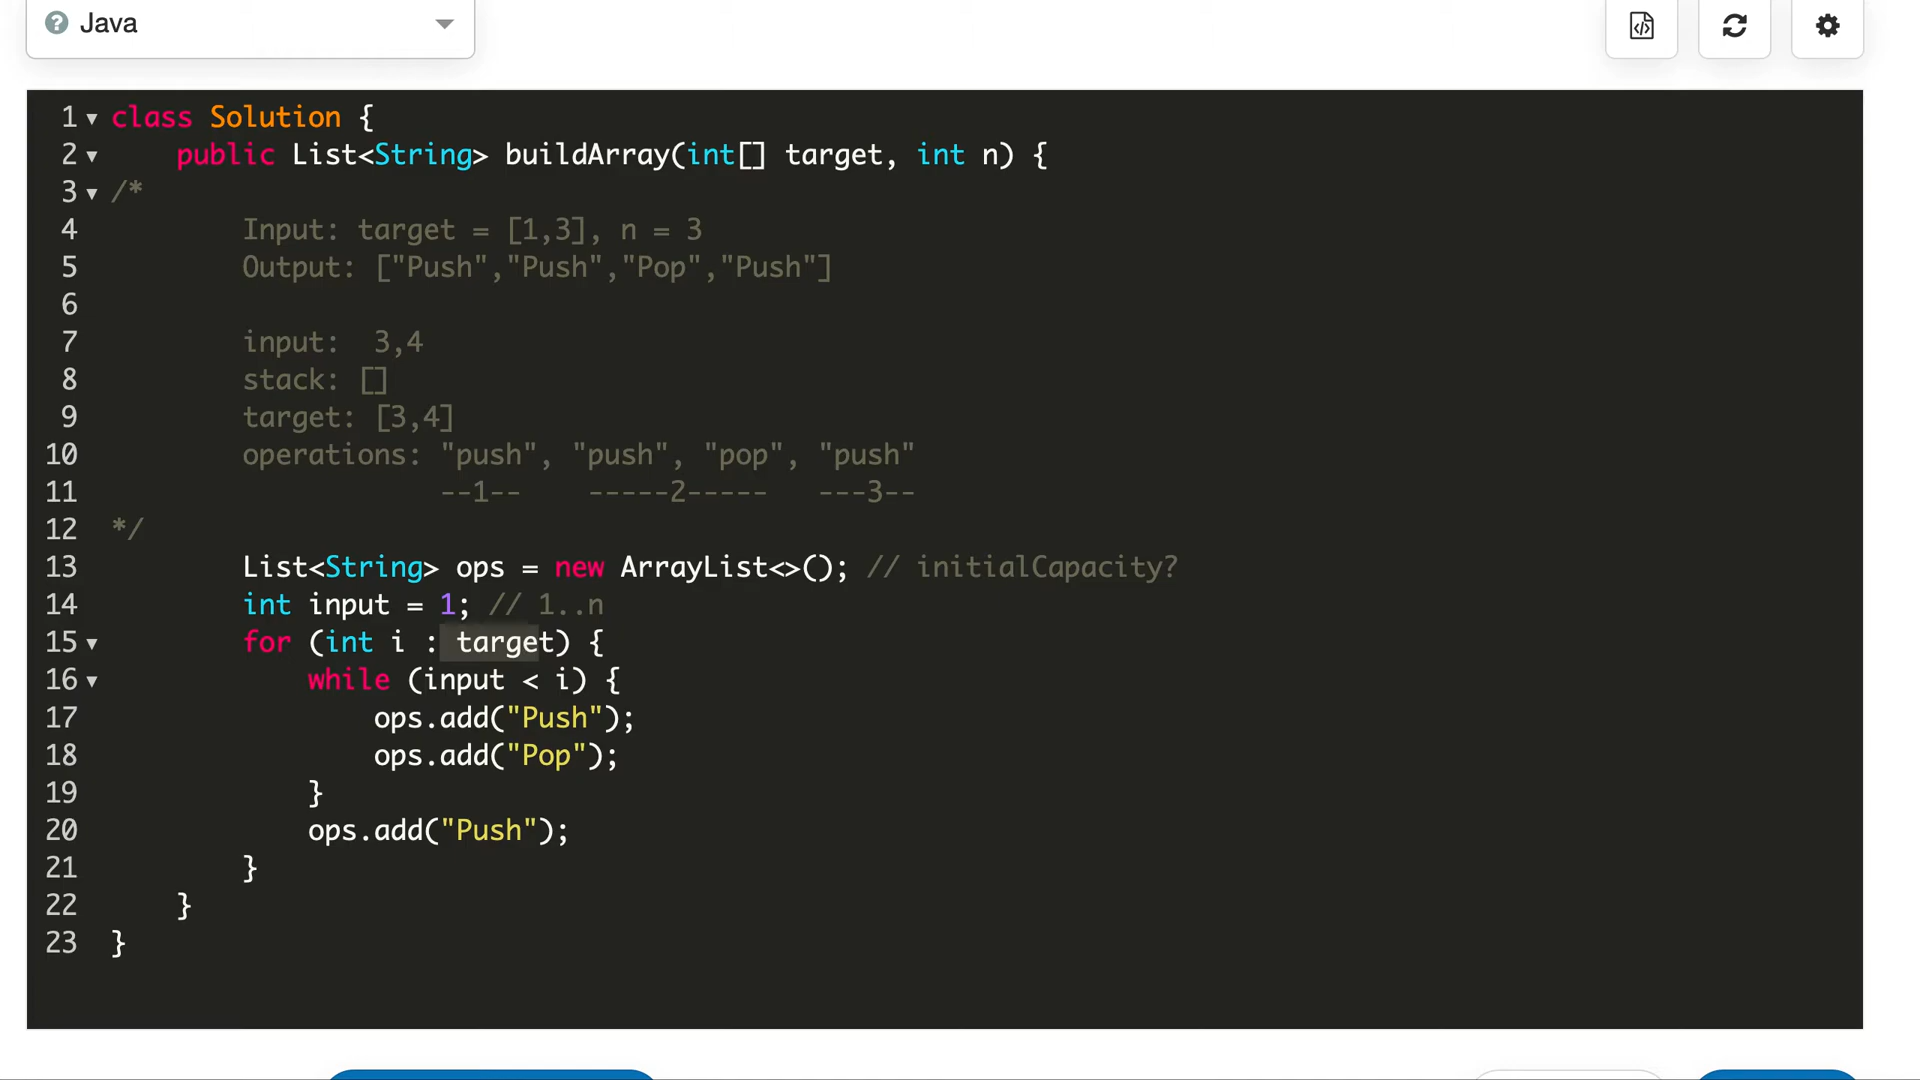 Java
1 class Solution {
2 public List<String> buildArray(int[] target, int n) {
3 /*
4 Input: target = [1,3], n = 3
5 Output: ["Push","Push","Pop","Push"]
6
7 input:  3,4
8 stack: []
9 target: [3,4]
10 operations: "push", "push", "pop", "push"
11 --1-- -----2----- ---3--
12 */
13 List<String> ops = new ArrayList<>(); // initialCapacity?
14 int input = 1; // 1..n
15 for (int i : target) {
16 while (input < i) {
17 ops.add("Push");
18 ops.add("Pop");
19 }
20 ops.add("Push");
21 }
22 }
23 }